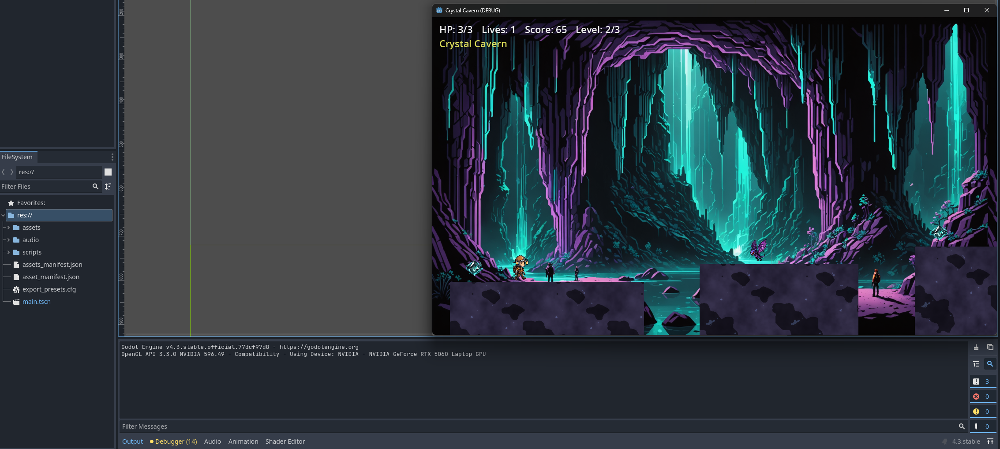 Crystal Cavern (DEBUG)
HP: 3/3 Lives: 1 Score: 65 Level: 2/3
Crystal Cavern
200
300
400
500
600
700
800
900
FileSystem
res://
Filter Files
Favorites:
res://
assets
audio
scripts
assets_manifest.json
asset_manifest.json
export_presets.cfg
main.tscn
Godot Engine v4.3.stable.official.77dcf97d8 - https://godotengine.org
OpenGL API 3.3.0 NVIDIA 596.49 - Compatibility - Using Device: NVIDIA - NVIDIA GeForce RTX 5060 Laptop GPU
3
0
0
0
Filter Messages
Output Debugger (14) Audio Animation Shader Editor
4.3.stable